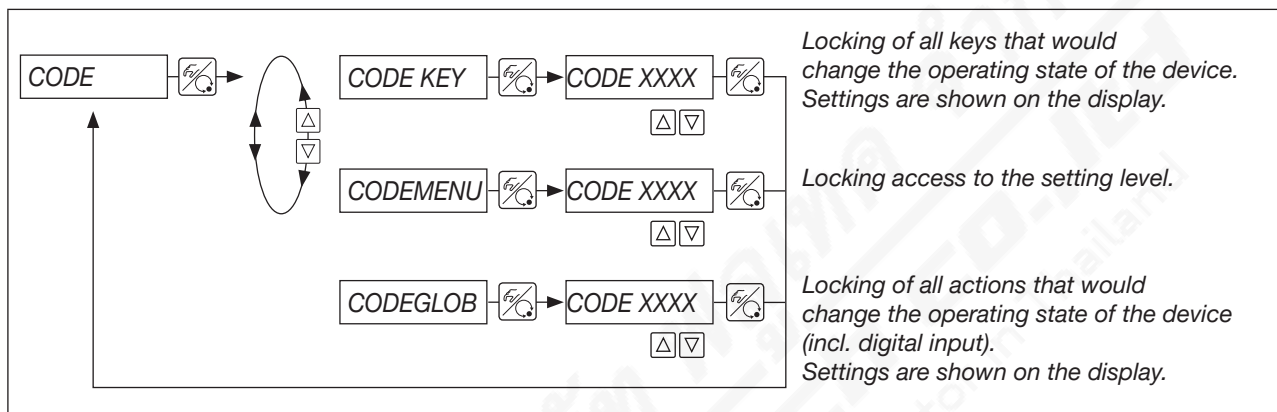 CODE
CODE KEY
CODE XXXX
Locking of all keys that would
change the operating state of the device.
Settings are shown on the display.
CODEMENU
CODE XXXX
Locking access to the setting level.
CODEGLOB
CODE XXXX
Locking of all actions that would
change the operating state of the device
(incl. digital input).
Settings are shown on the display.